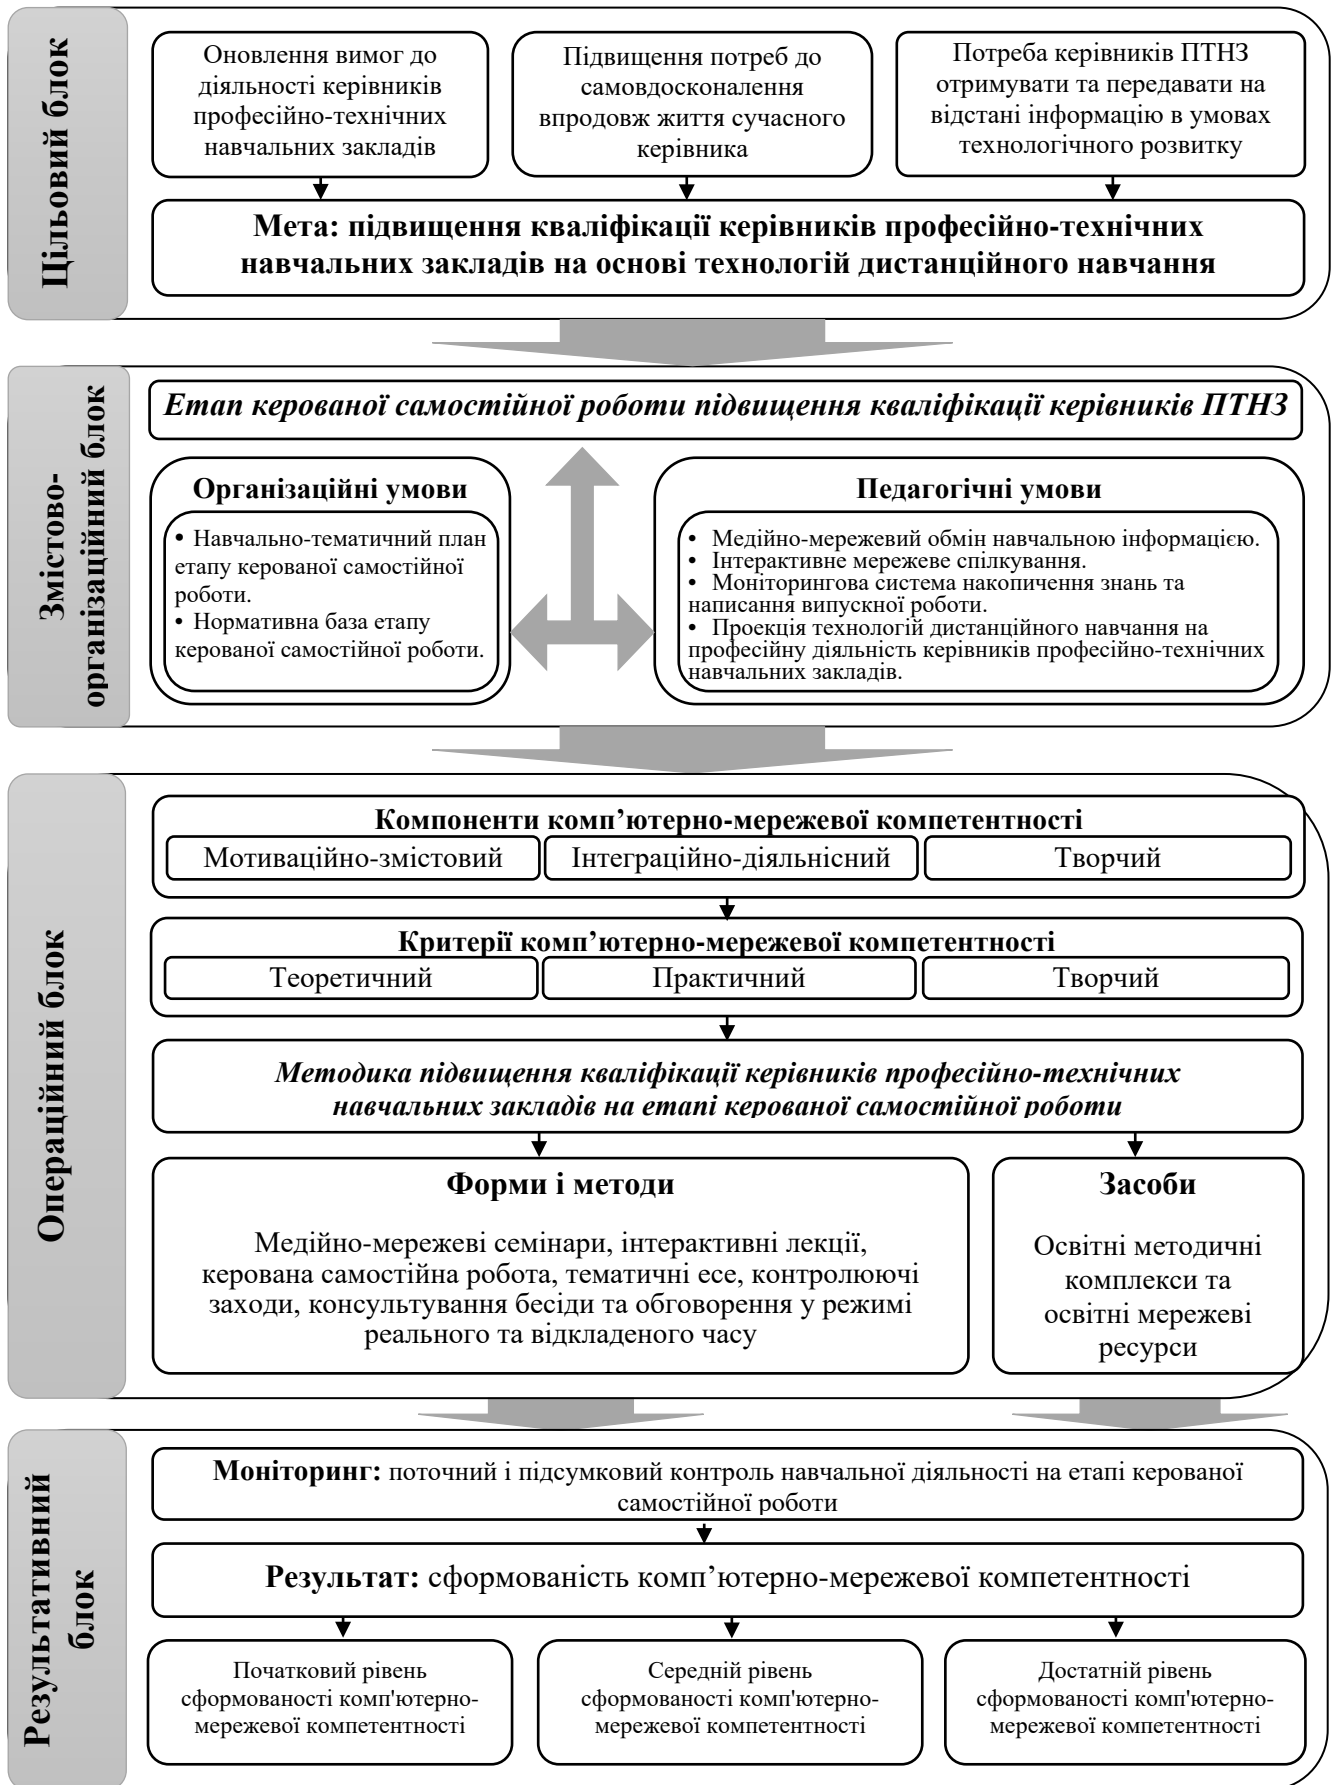 Цільовий блок
Оновлення вимог до
діяльності керівників
професійно-технічних
навчальних закладів
Підвищення потреб до
самовдосконалення
впродовж життя сучасного
керівника
Потреба керівників ПТНЗ
отримувати та передавати на
відстані інформацію в умовах
технологічного розвитку
Мета: підвищення кваліфікації керівників професійно-технічних
навчальних закладів на основі технологій дистанційного навчання
Змістово-
організаційний блок
Етап керованої самостійної роботи підвищення кваліфікації керівників ПТНЗ
Організаційні умови
• Навчально-тематичний план
етапу керованої самостійної
роботи.
• Нормативна база етапу
керованої самостійної роботи.
Педагогічні умови
• Медійно-мережевий обмін навчальною інформацією.
• Інтерактивне мережеве спілкування.
• Моніторингова система накопичення знань та
написання випускної роботи.
• Проекція технологій дистанційного навчання на
професійну діяльність керівників професійно-технічних
навчальних закладів.
Операційний блок
Компоненти комп’ютерно-мережевої компетентності
Мотиваційно-змістовий
Інтеграційно-діяльнісний
Творчий
Критерії комп’ютерно-мережевої компетентності
Теоретичний
Практичний
Творчий
Методика підвищення кваліфікації керівників професійно-технічних
навчальних закладів на етапі керованої самостійної роботи
Форми і методи
Медійно-мережеві семінари, інтерактивні лекції,
керована самостійна робота, тематичні есе, контролюючі
заходи, консультування бесіди та обговорення у режимі
реального та відкладеного часу
Засоби
Освітні методичні
комплекси та
освітні мережеві
ресурси
Результативний
блок
Моніторинг: поточний і підсумковий контроль навчальної діяльності на етапі керованої
самостійної роботи
Результат: сформованість комп’ютерно-мережевої компетентності
Початковий рівень
сформованості комп'ютерно-
мережевої компетентності
Середній рівень
сформованості комп'ютерно-
мережевої компетентності
Достатній рівень
сформованості комп'ютерно-
мережевої компетентності